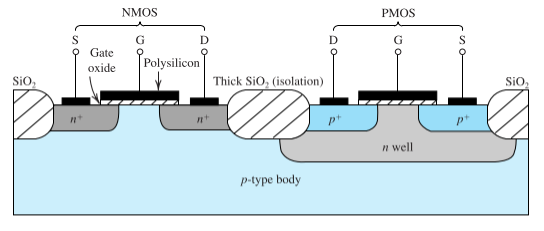 NMOS
PMOS
S
G
D
D
G
S
Gate
oxide
Polysilicon
SiO₂
Thick SiO₂ (isolation)
SiO₂
n⁺
n⁺
p⁺
p⁺
n well
p-type body